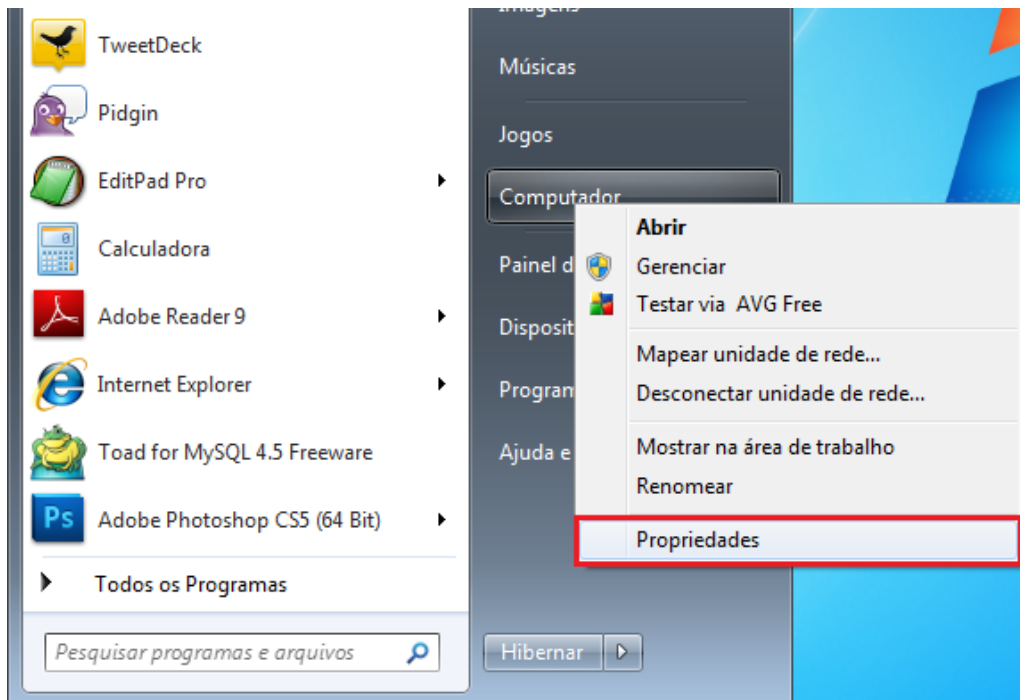 TweetDeck
Pidgin
EditPad Pro
Calculadora
Adobe Reader 9
Internet Explorer
Toad for MySQL 4.5 Freeware
Ps Adobe Photoshop CS5 (64 Bit)
Todos os Programas
Pesquisar programas e arquivos
Imagens
Músicas
Jogos
Computador
Painel d
Disposit
Program
Ajuda e
Hibernar
Abrir
Gerenciar
Testar via AVG Free
Mapear unidade de rede...
Desconectar unidade de rede...
Mostrar na área de trabalho
Renomear
Propriedades